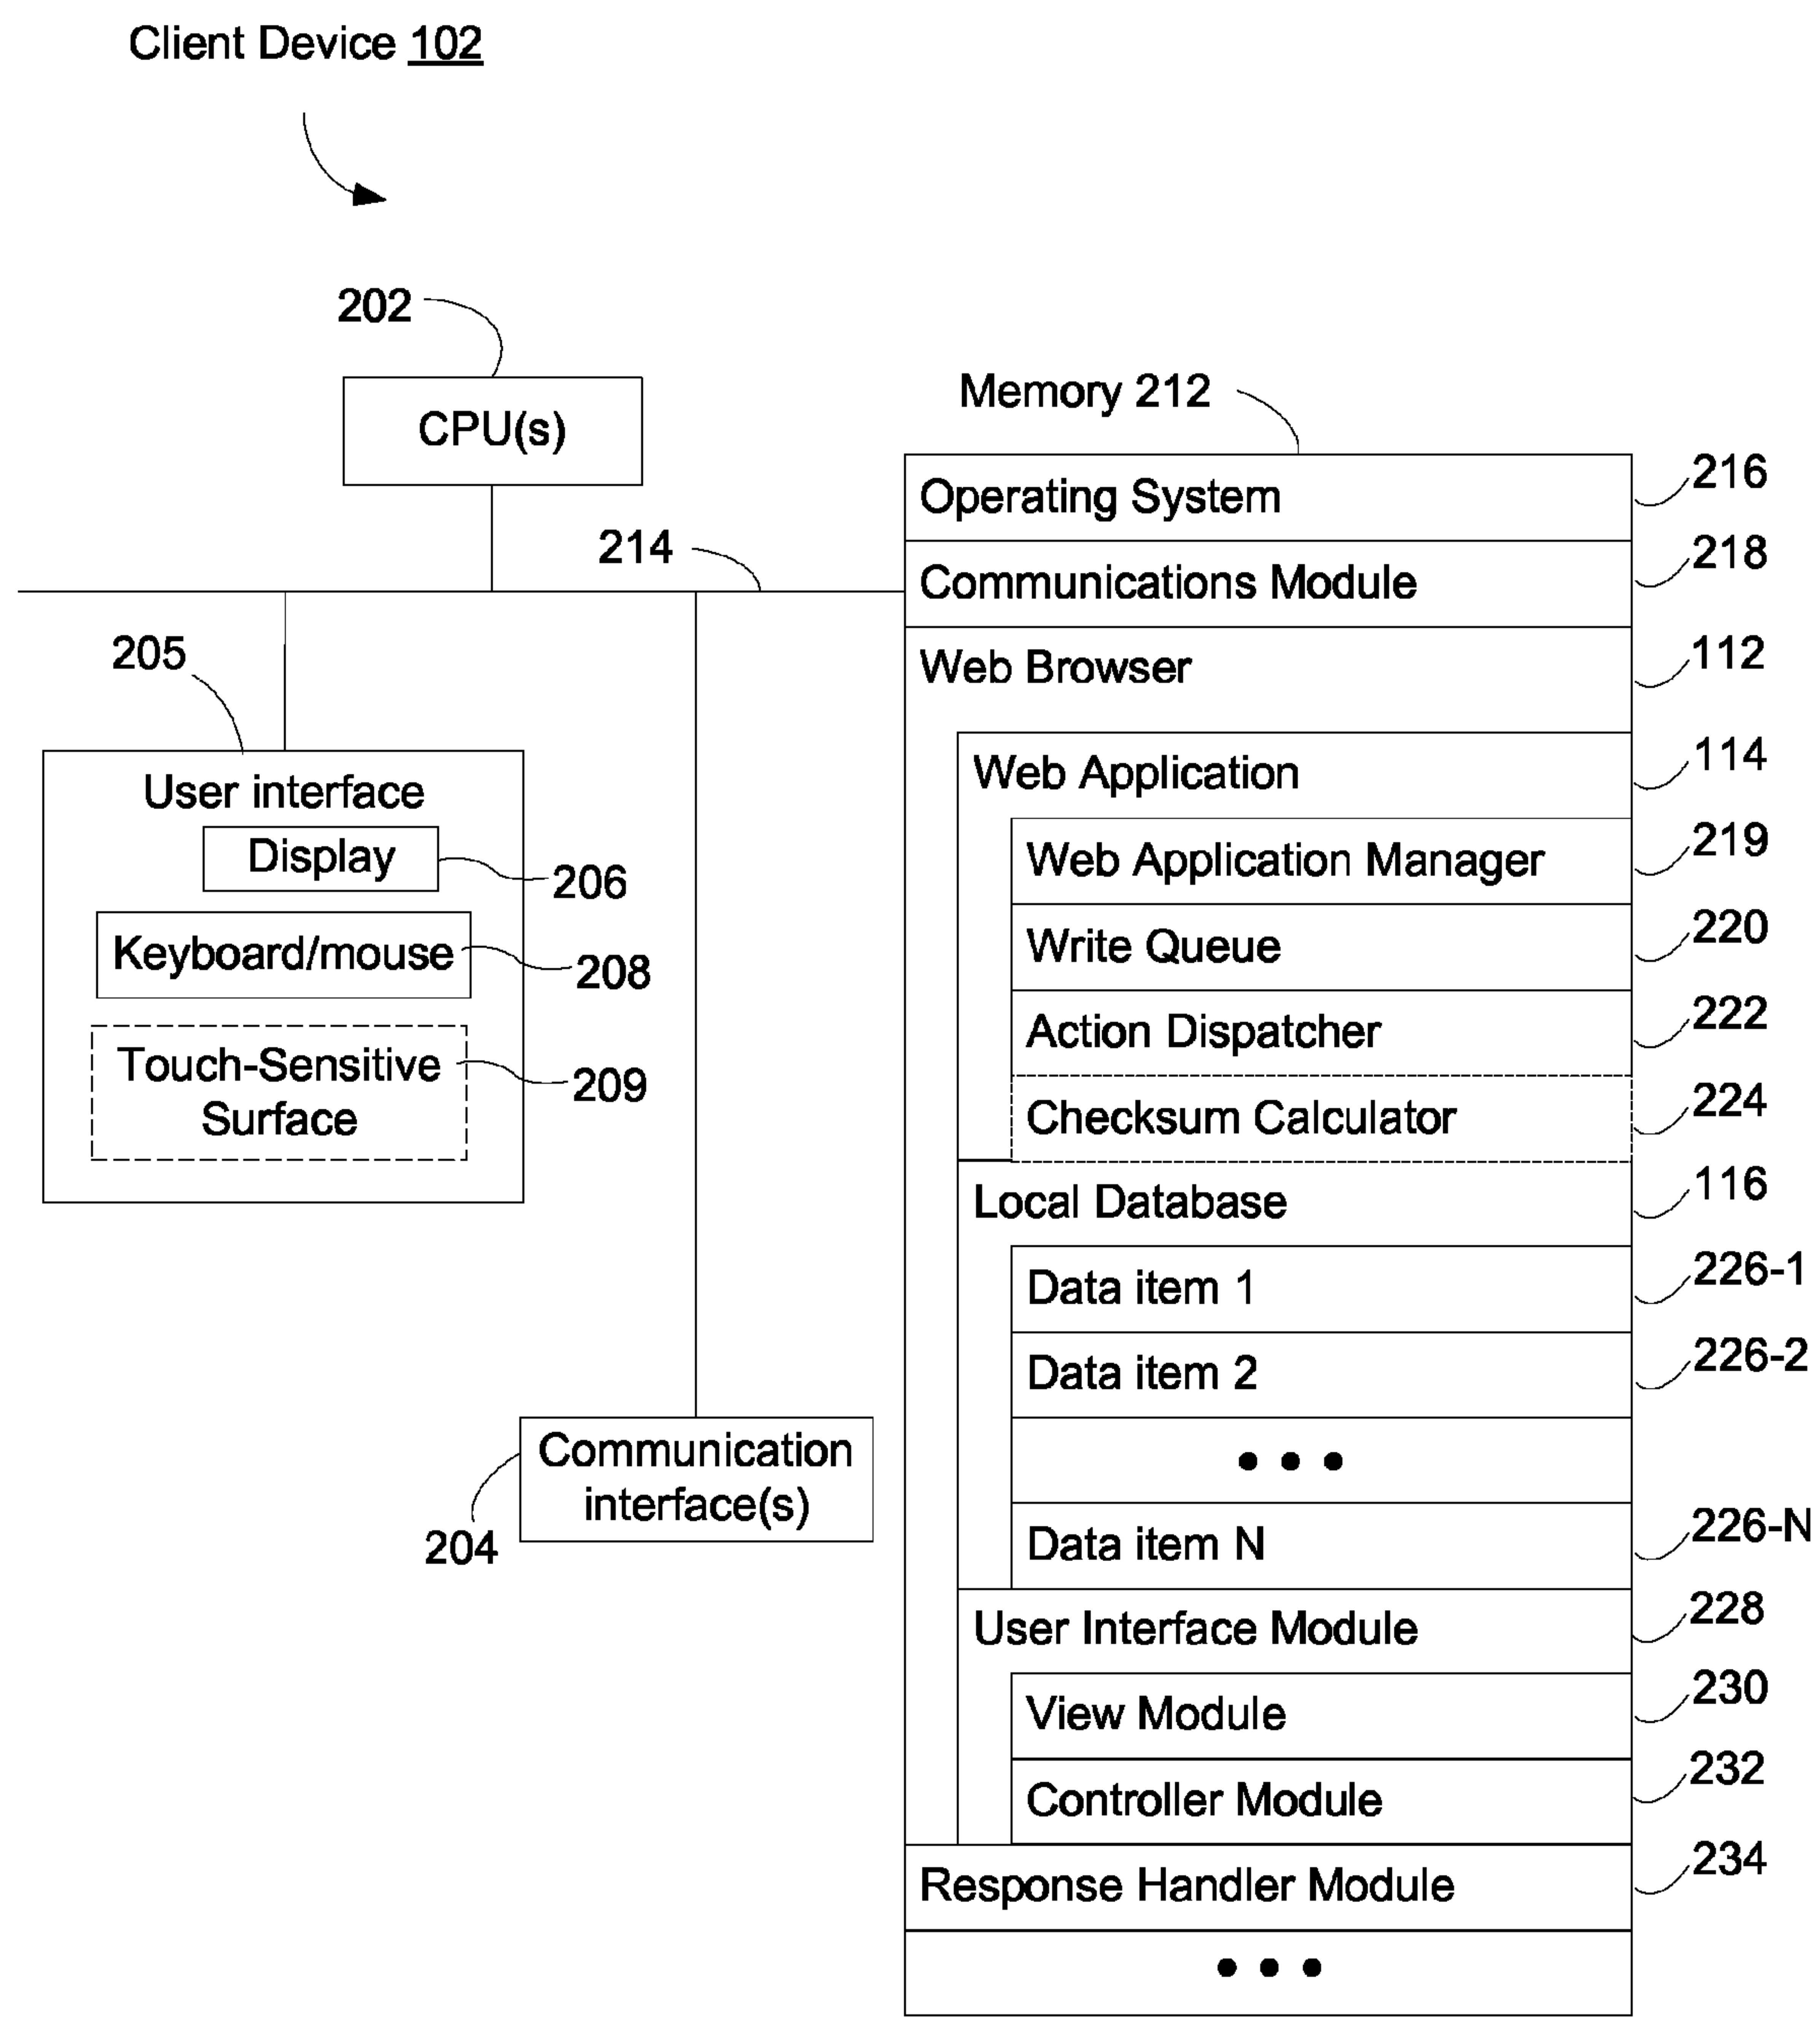 Client Device 102
202
CPU(s)
214
205
User interface
Display
206
Keyboard/mouse
208
Touch-Sensitive
Surface
209
Communication
interface(s)
204
Memory 212
Operating System
216
Communications Module
218
Web Browser
112
Web Application
114
Web Application Manager
219
Write Queue
220
Action Dispatcher
222
Checksum Calculator
224
Local Database
116
Data item 1
226-1
Data item 2
226-2
• • •
Data item N
226-N
User Interface Module
228
View Module
230
Controller Module
232
Response Handler Module
234
• • •